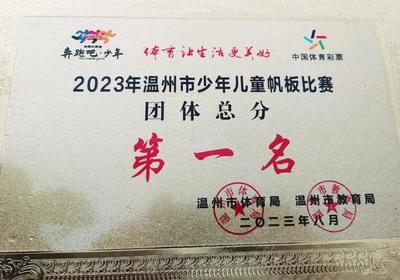 奔跑吧·少年
体育让生活更美好
中国体育彩票
2023年温州市少年儿童帆板比赛
团体总分
第一名
温州市体育局 温州市教育局
二〇二三年八月